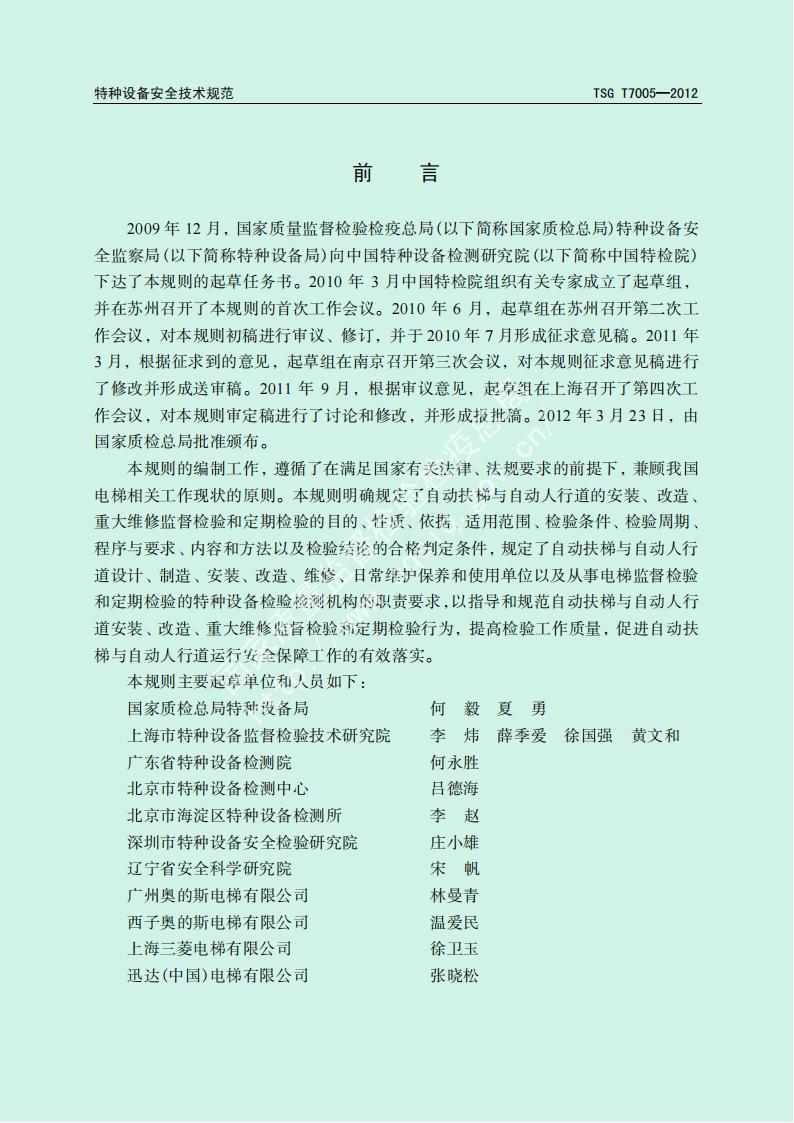 特种设备安全技术规范 TSG T7005—2012
前 言
2009 年 12 月，国家质量监督检验检疫总局(以下简称国家质检总局)特种设备安
全监察局(以下简称特种设备局)向中国特种设备检测研究院(以下简称中国特检院)
下达了本规则的起草任务书。2010 年 3 月中国特检院组织有关专家成立了起草组，
并在苏州召开了本规则的首次工作会议。2010 年 6 月，起草组在苏州召开第二次工
作会议，对本规则初稿进行审议、修订，并于 2010 年 7 月形成征求意见稿。2011 年
3 月，根据征求到的意见，起草组在南京召开第三次会议，对本规则征求意见稿进行
了修改并形成送审稿。2011 年 9 月，根据审议意见，起草组在上海召开了第四次工
作会议，对本规则审定稿进行了讨论和修改，并形成报批稿。2012 年 3 月 23 日，由
国家质检总局批准颁布。
本规则的编制工作，遵循了在满足国家有关法律、法规要求的前提下，兼顾我国
电梯相关工作现状的原则。本规则明确规定了自动扶梯与自动人行道的安装、改造、
重大维修监督检验和定期检验的目的、性质、依据、适用范围、检验条件、检验周期、
程序与要求、内容和方法以及检验结论的合格判定条件，规定了自动扶梯与自动人行
道设计、制造、安装、改造、维修、日常维护保养和使用单位以及从事电梯监督检验
和定期检验的特种设备检验检测机构的职责要求，以指导和规范自动扶梯与自动人行
道安装、改造、重大维修监督检验和定期检验行为，提高检验工作质量，促进自动扶
梯与自动人行道运行安全保障工作的有效落实。
本规则主要起草单位和人员如下：
国家质检总局特种设备局 何 毅 夏 勇
上海市特种设备监督检验技术研究院 李 炜 薛季爱 徐国强 黄文和
广东省特种设备检测院 何永胜
北京市特种设备检测中心 吕德海
北京市海淀区特种设备检测所 李 赵
深圳市特种设备安全检验研究院 庄小雄
辽宁省安全科学研究院 宋 帆
广州奥的斯电梯有限公司 林曼青
西子奥的斯电梯有限公司 温爱民
上海三菱电梯有限公司 徐卫玉
迅达(中国)电梯有限公司 张晓松
国家质量监督检验检疫总局